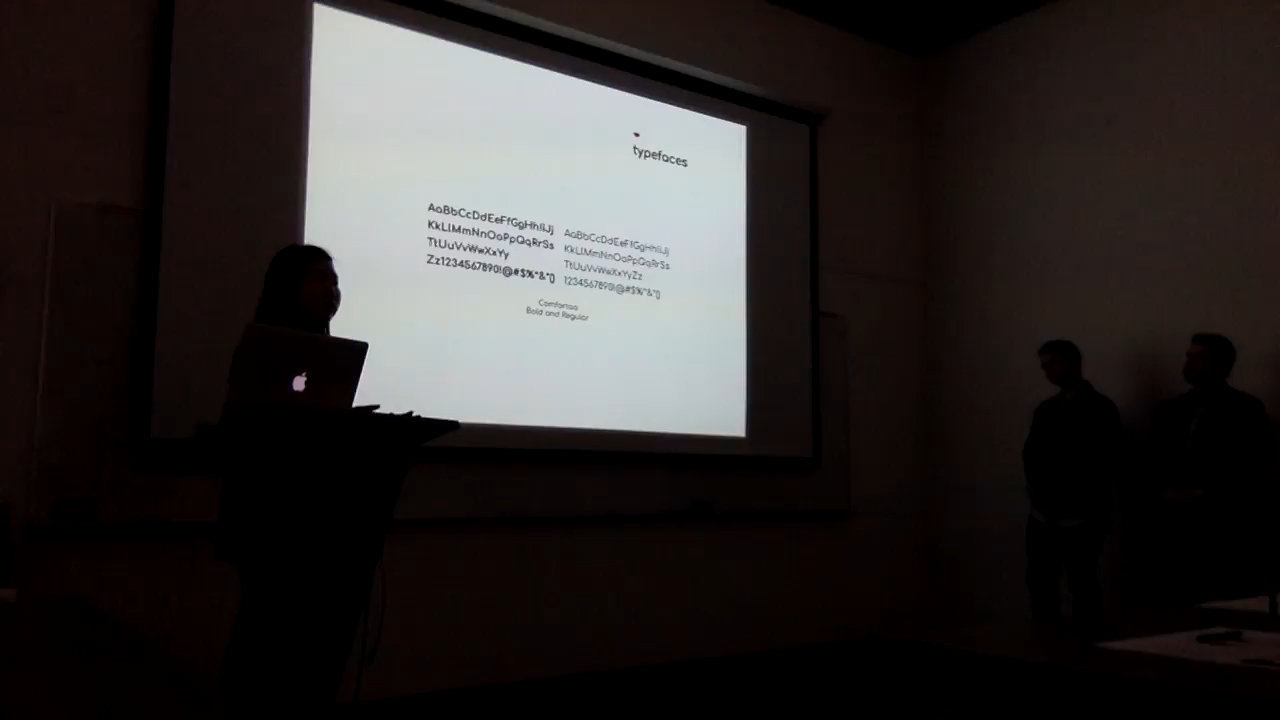 typefaces
AaBbCcDdEeFfGgHhIiJj
KkLlMmNnOoPpQqRrSs
TtUuVvWwXxYy
Zz1234567890!@#$%^&*()
AaBbCcDdEeFfGgHhIiJj
KkLlMmNnOoPpQqRrSs
TtUuVvWwXxYyZz
1234567890!@#$%^&*()
Comfortaa
Bold and Regular